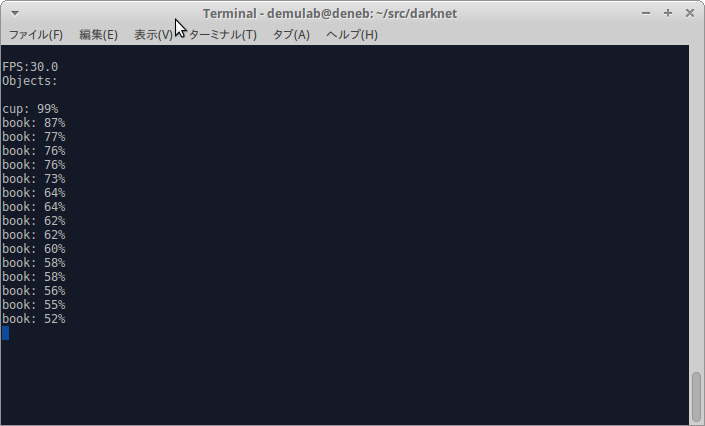 Terminal - demulab@deneb: ~/src/darknet
ファイル(F) 編集(E) 表示(V) ターミナル(T) タブ(A) ヘルプ(H)
FPS:30.0
Objects:
cup: 99%
book: 87%
book: 77%
book: 76%
book: 76%
book: 73%
book: 64%
book: 64%
book: 62%
book: 62%
book: 60%
book: 58%
book: 58%
book: 56%
book: 55%
book: 52%